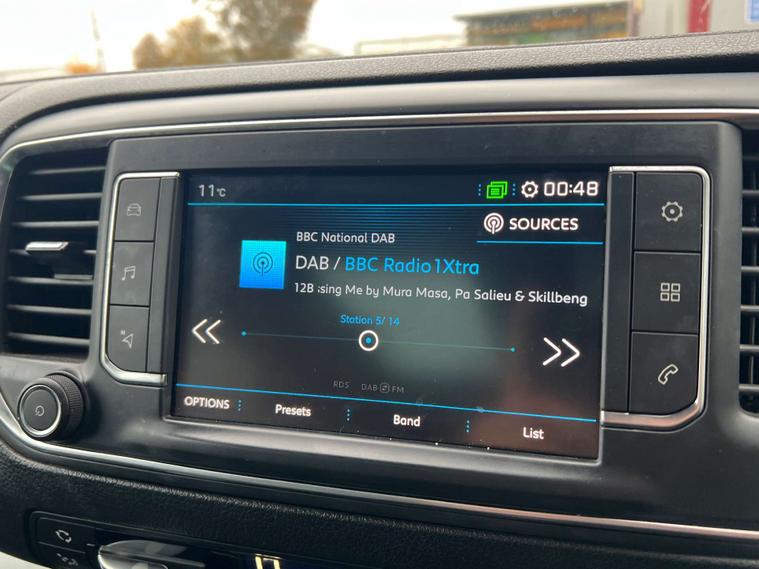 11°C
00:48
SOURCES
BBC National DAB
DAB / BBC Radio 1Xtra
12B :sing Me by Mura Masa, Pa Salieu & Skillbeng
Station 5/ 14
RDS DAB FM
OPTIONS
Presets
Band
List
N